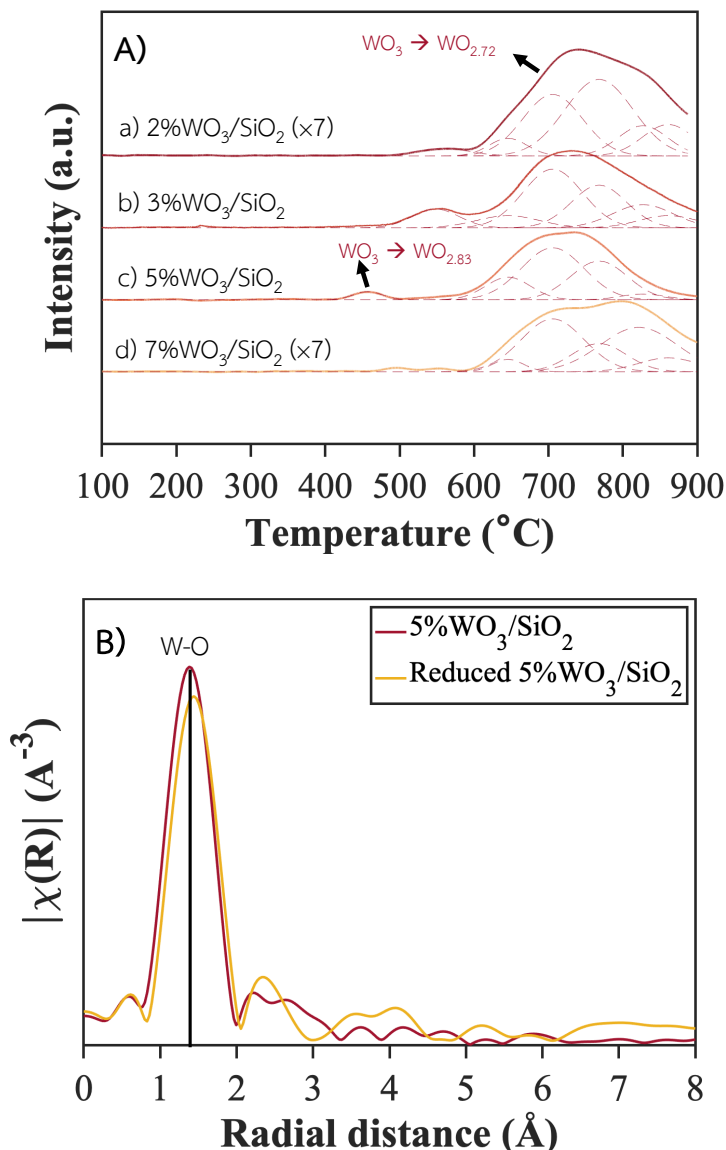 A)
WO₃ → WO₂.₇₂
a) 2%WO₃/SiO₂ (×7)
b) 3%WO₃/SiO₂
WO₃ → WO₂.₈₃
c) 5%WO₃/SiO₂
d) 7%WO₃/SiO₂ (×7)
Intensity (a.u.)
100 200 300 400 500 600 700 800 900
Temperature (°C)
B)
W-O
5%WO₃/SiO₂
Reduced 5%WO₃/SiO₂
|χ(R)| (A⁻³)
0 1 2 3 4 5 6 7 8
Radial distance (Å)